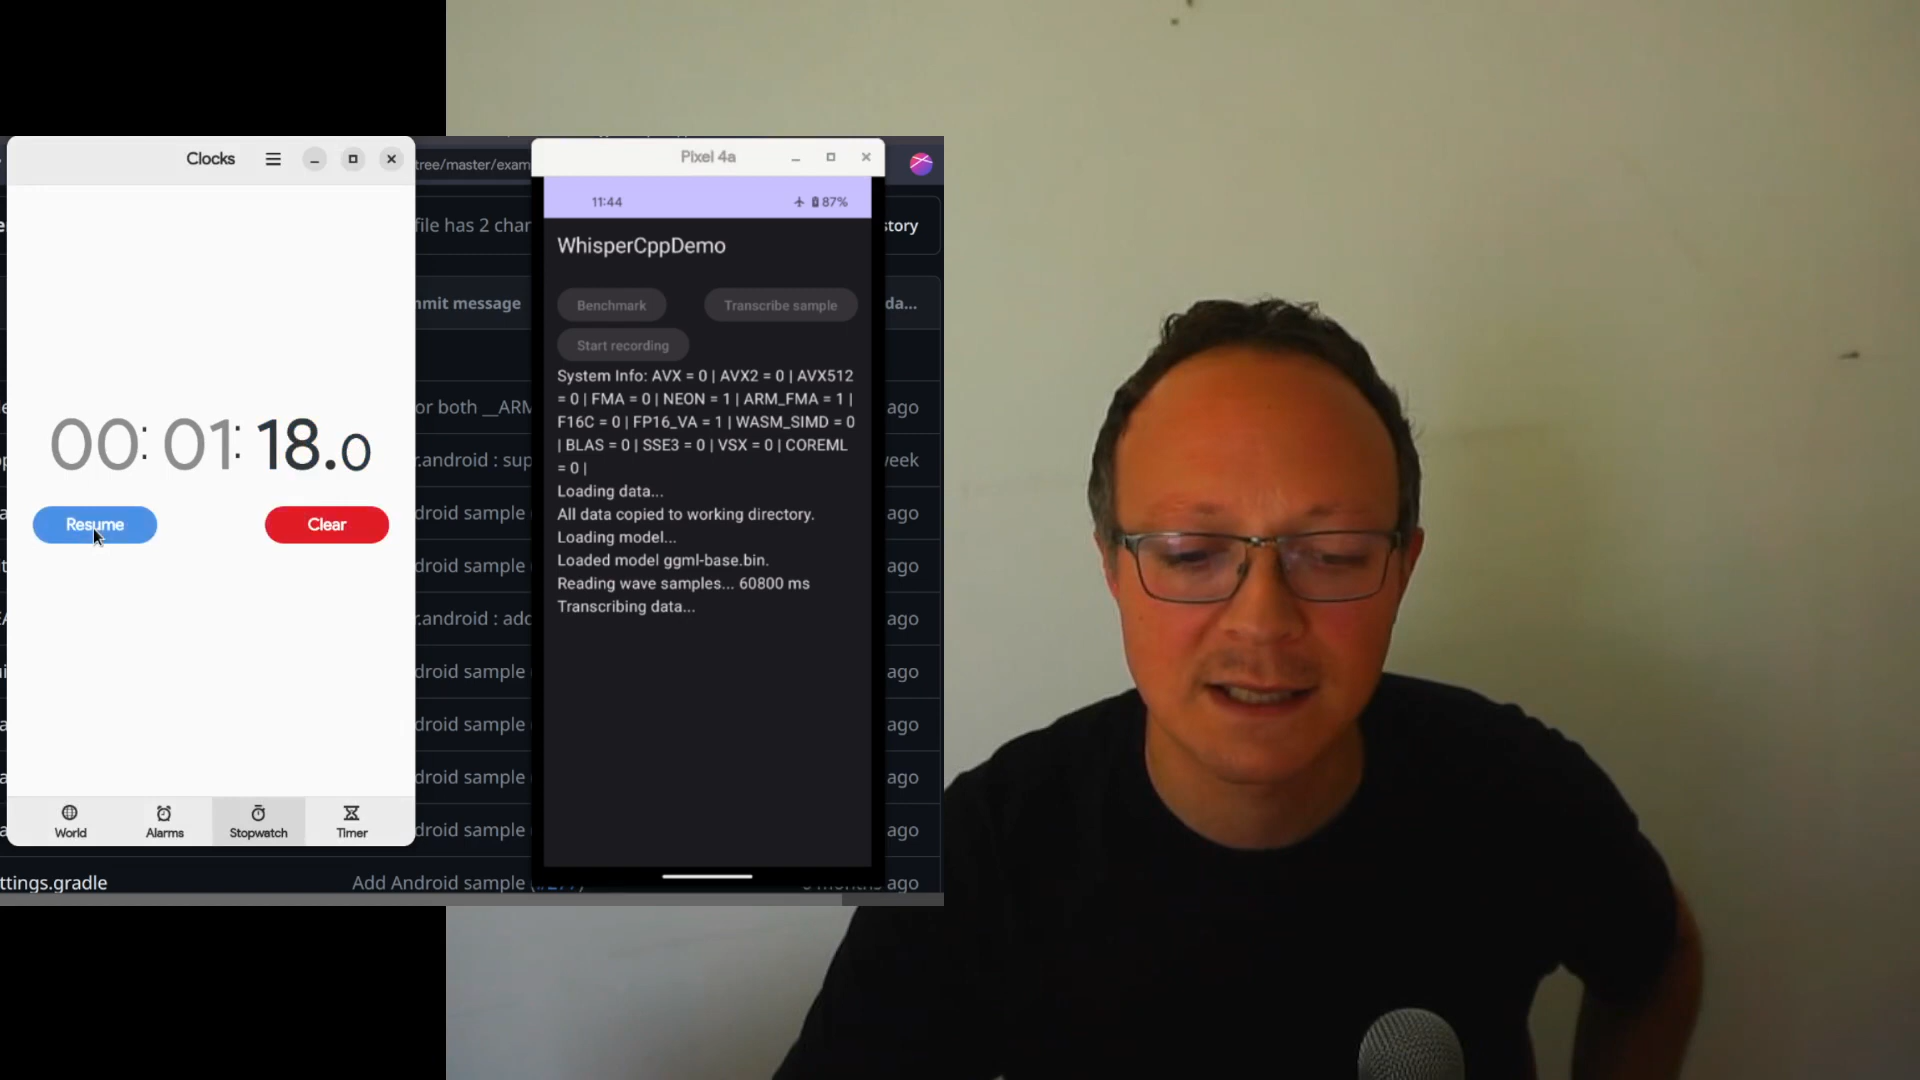 Clocks
00:01:18.0
Resume
Clear
World
Alarms
Stopwatch
Timer
tree/master/exam
file has 2 char
story
mmit message
da...
or both __ARM
ago
.android : sup
week
droid sample
ago
ago
.android : add
ago
droid sample
ago
droid sample
ago
droid sample
ago
droid sample
ago
ttings.gradle
Add Android sample
ago
Pixel 4a
11:44
87%
WhisperCppDemo
Benchmark
Transcribe sample
Start recording
System Info: AVX = 0 | AVX2 = 0 | AVX512
= 0 | FMA = 0 | NEON = 1 | ARM_FMA = 1 |
F16C = 0 | FP16_VA = 1 | WASM_SIMD = 0
| BLAS = 0 | SSE3 = 0 | VSX = 0 | COREML
= 0 |
Loading data...
All data copied to working directory.
Loading model...
Loaded model ggml-base.bin.
Reading wave samples... 60800 ms
Transcribing data...